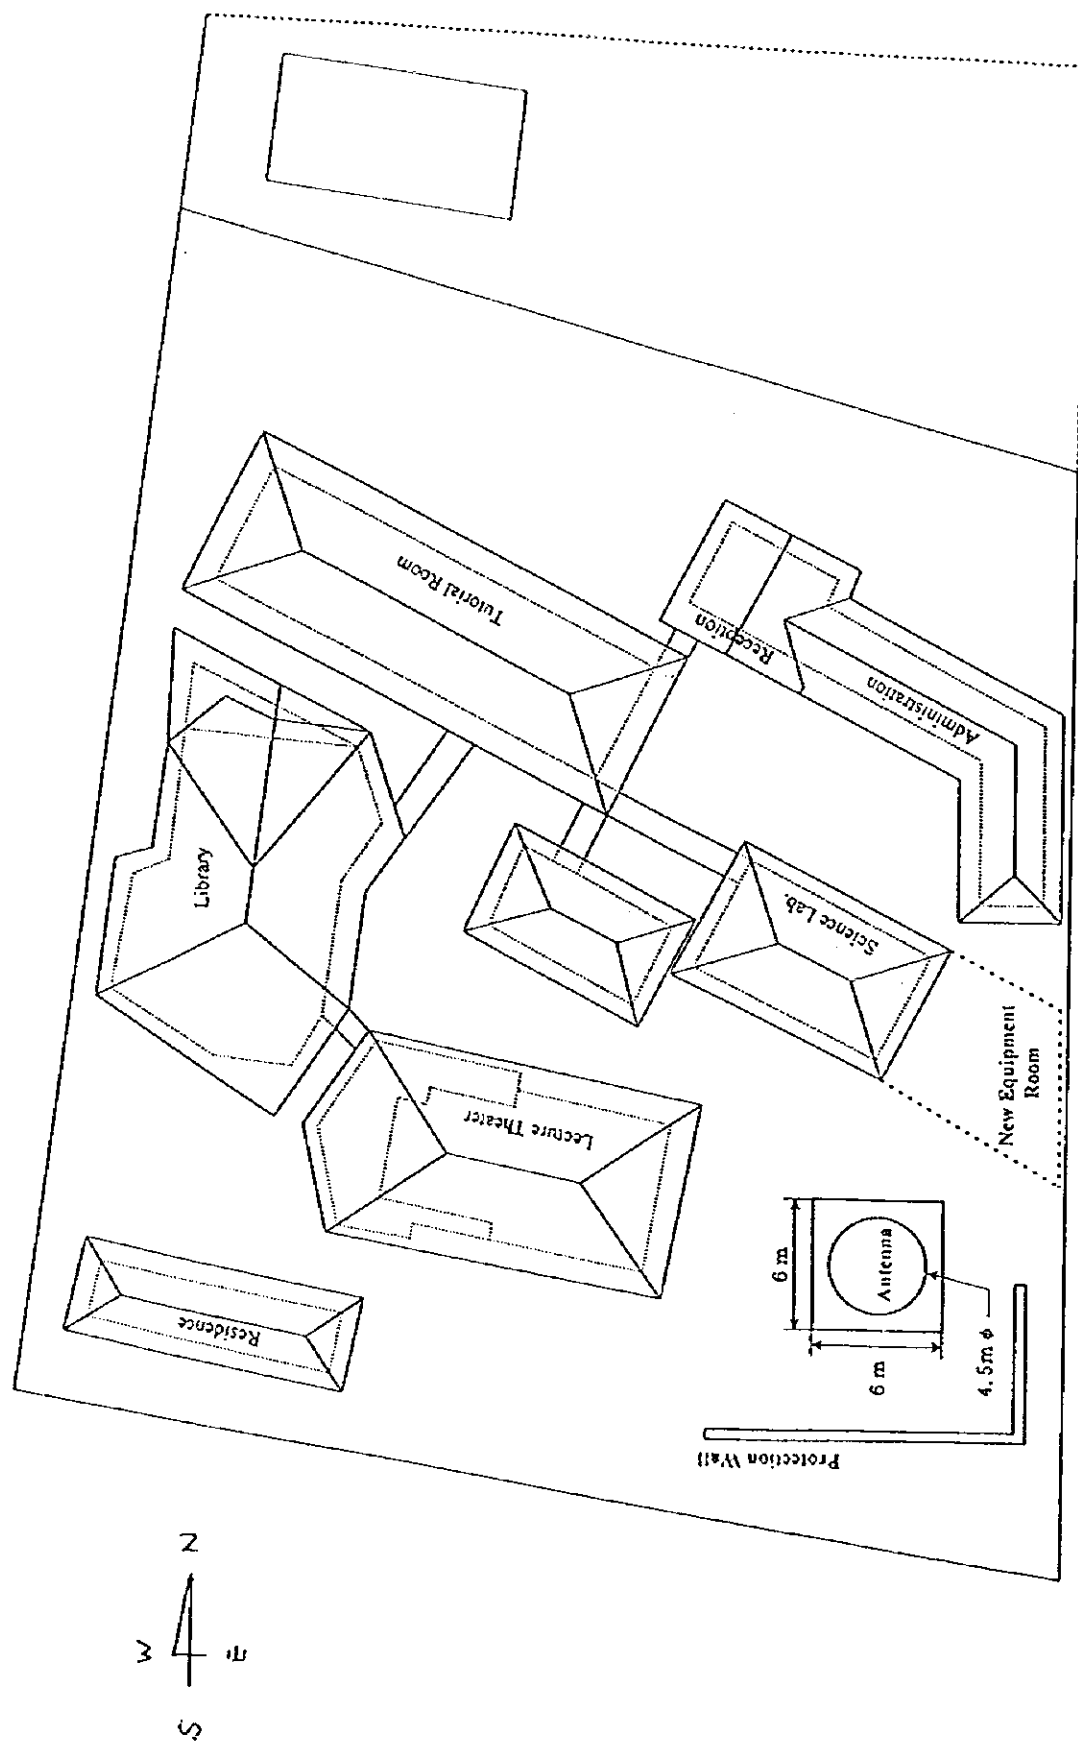 Tutorial Room
Reception
Administration
Library
Science Lab.
Lecture Theater
New Equipment
Room
Residence
6 m
Antenna
6 m
4.5m φ
Protection Wall
N
W
E
S